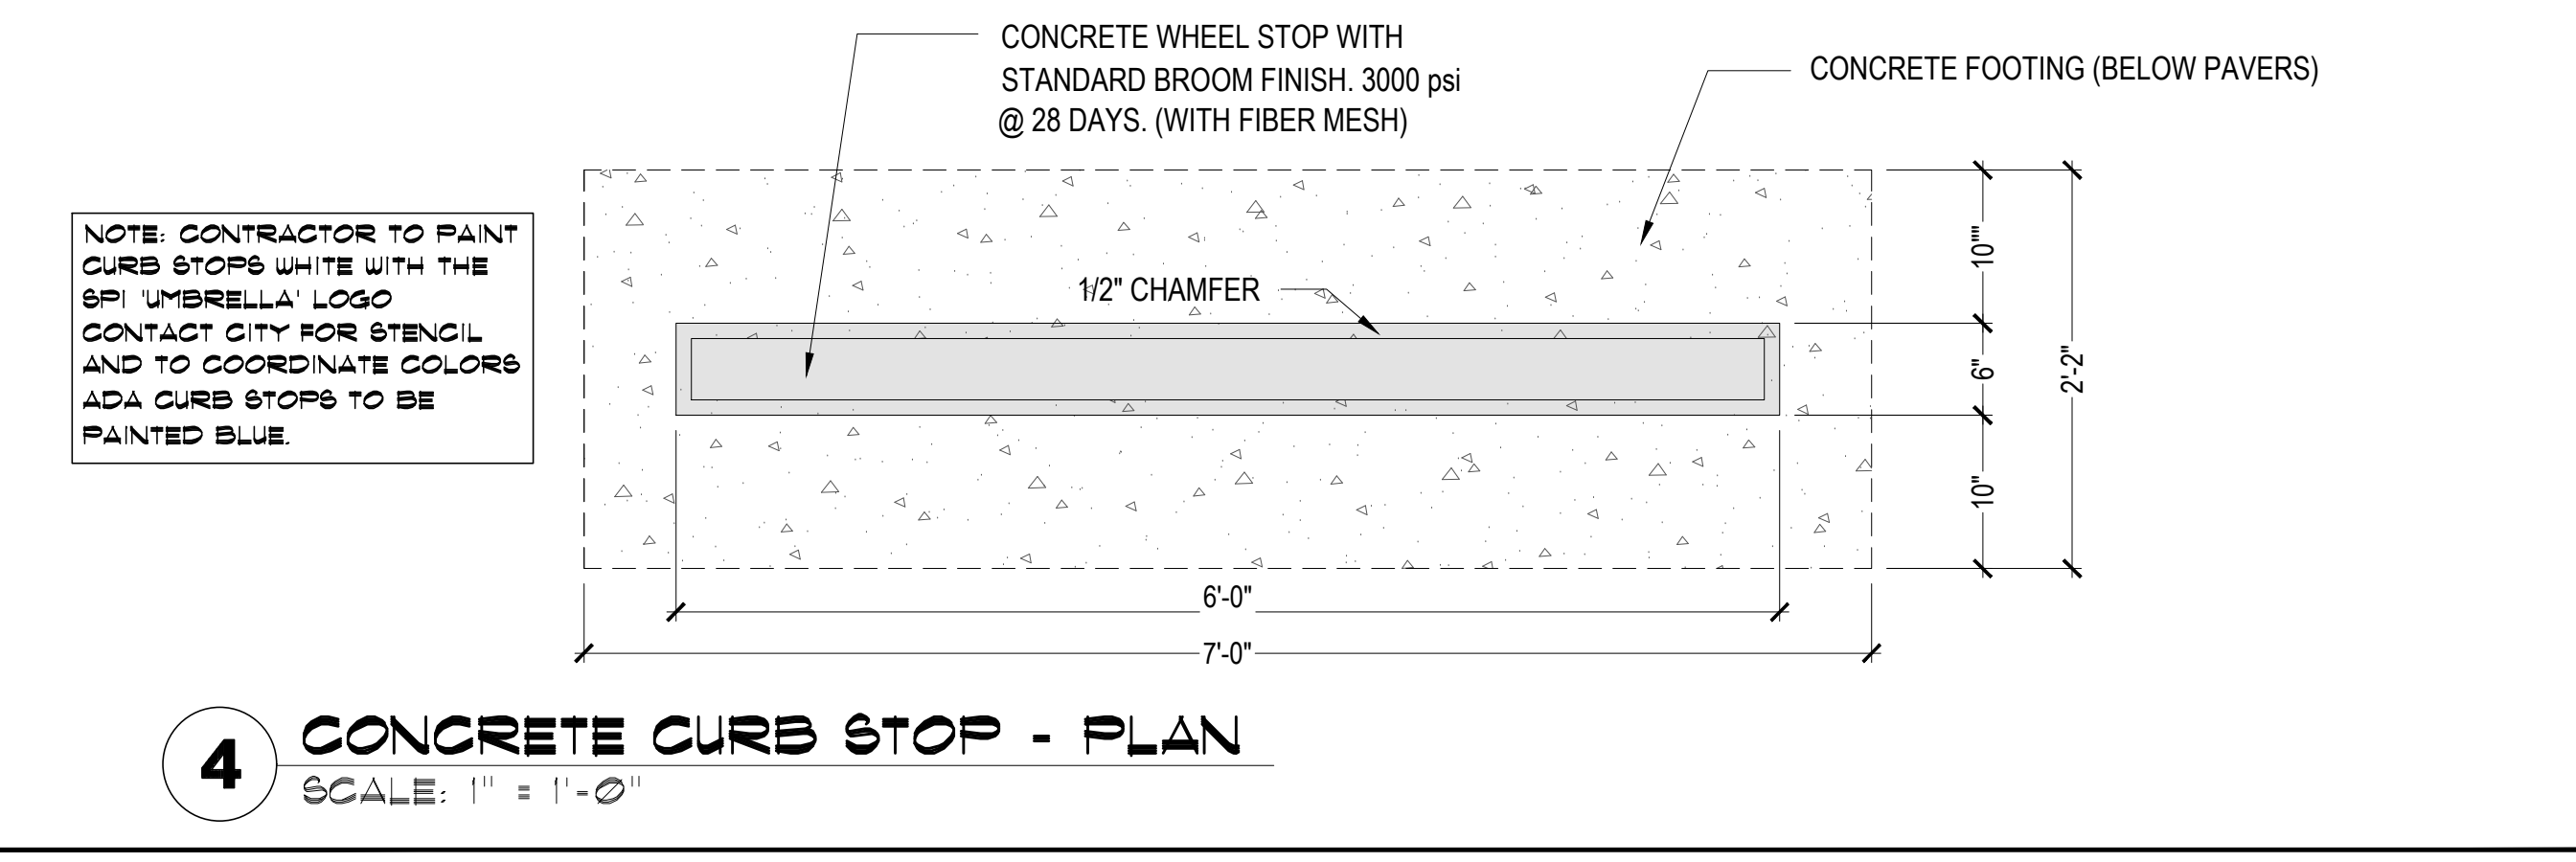 CONCRETE WHEEL STOP WITH
STANDARD BROOM FINISH. 3000 psi
@ 28 DAYS. (WITH FIBER MESH)
CONCRETE FOOTING (BELOW PAVERS)
NOTE: CONTRACTOR TO PAINT
CURB STOPS WHITE WITH THE
SPI 'UMBRELLA' LOGO
CONTACT CITY FOR STENCIL
AND TO COORDINATE COLORS
ADA CURB STOPS TO BE
PAINTED BLUE.
1/2" CHAMFER
10""
6"
10"
2'-2"
6'-0"
7'-0"
4
CONCRETE CURB STOP - PLAN
SCALE: 1" = 1'-0"